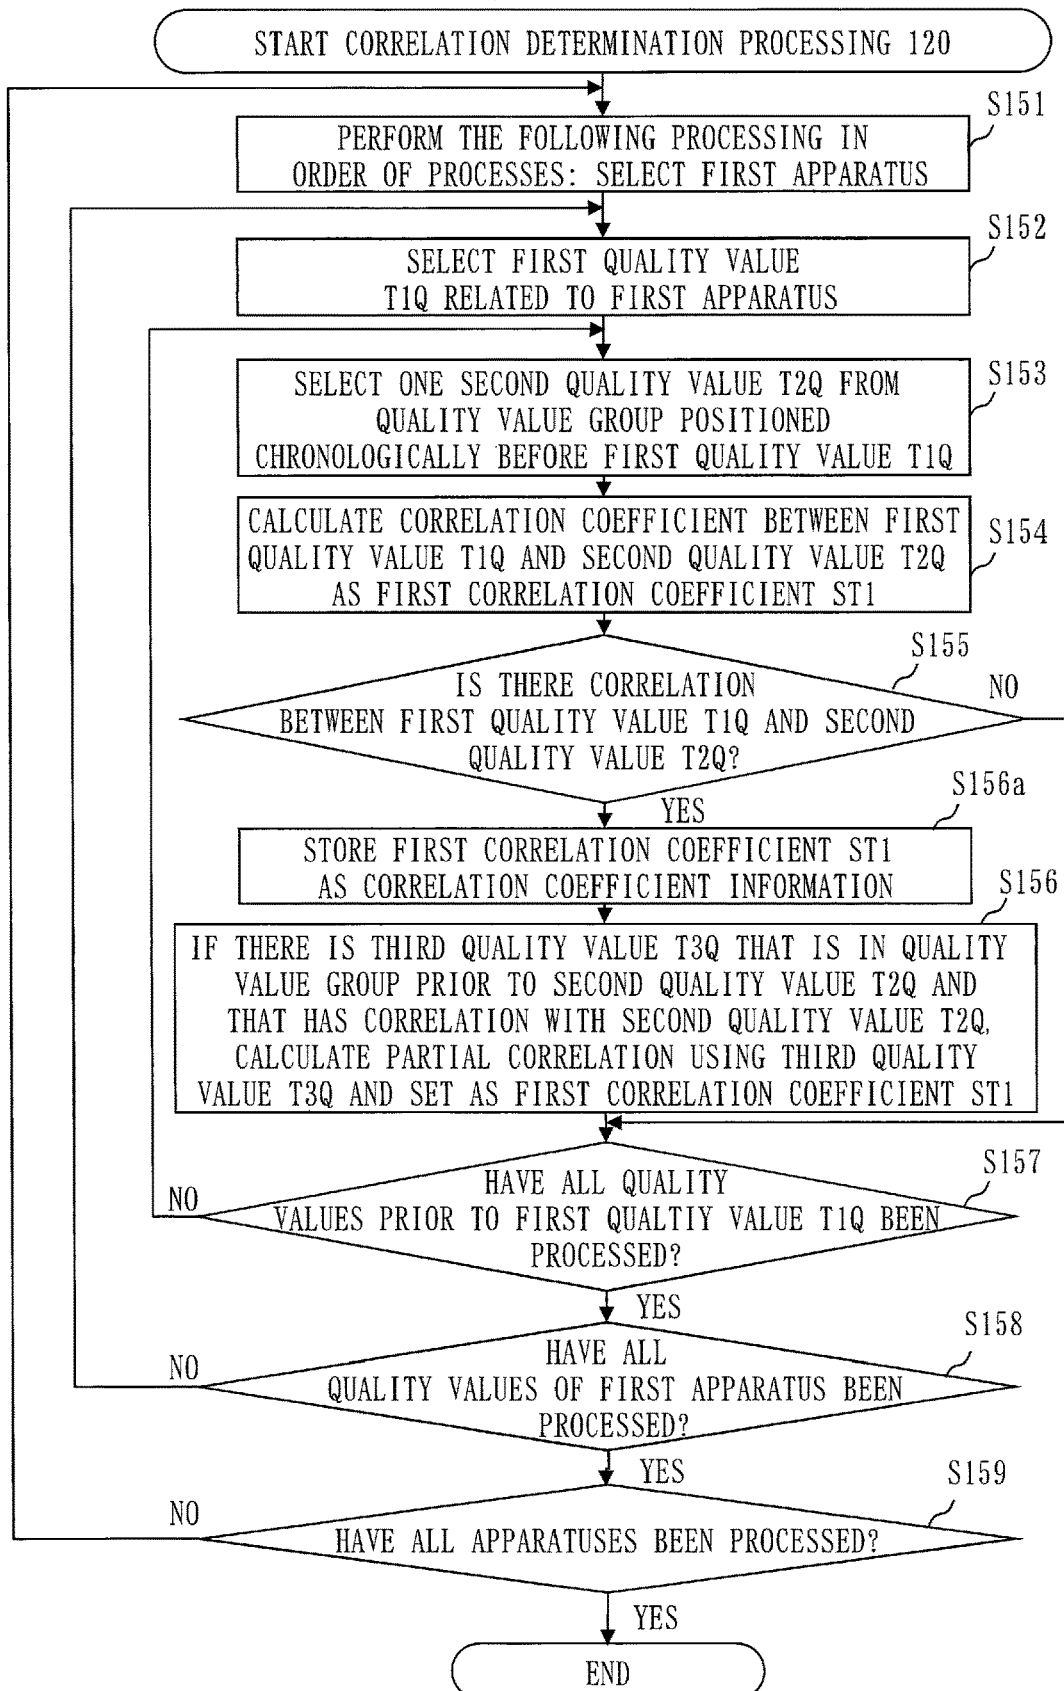 START CORRELATION DETERMINATION PROCESSING 120
S151
PERFORM THE FOLLOWING PROCESSING IN
ORDER OF PROCESSES: SELECT FIRST APPARATUS
S152
SELECT FIRST QUALITY VALUE
T1Q RELATED TO FIRST APPARATUS
S153
SELECT ONE SECOND QUALITY VALUE T2Q FROM
QUALITY VALUE GROUP POSITIONED
CHRONOLOGICALLY BEFORE FIRST QUALITY VALUE T1Q
S154
CALCULATE CORRELATION COEFFICIENT BETWEEN FIRST
QUALITY VALUE T1Q AND SECOND QUALITY VALUE T2Q
AS FIRST CORRELATION COEFFICIENT ST1
S155
IS THERE CORRELATION
BETWEEN FIRST QUALITY VALUE T1Q AND SECOND
QUALITY VALUE T2Q?
NO
YES
S156a
STORE FIRST CORRELATION COEFFICIENT ST1
AS CORRELATION COEFFICIENT INFORMATION
S156
IF THERE IS THIRD QUALITY VALUE T3Q THAT IS IN QUALITY
VALUE GROUP PRIOR TO SECOND QUALITY VALUE T2Q AND
THAT HAS CORRELATION WITH SECOND QUALITY VALUE T2Q,
CALCULATE PARTIAL CORRELATION USING THIRD QUALITY
VALUE T3Q AND SET AS FIRST CORRELATION COEFFICIENT ST1
S157
NO
HAVE ALL QUALITY
VALUES PRIOR TO FIRST QUALTIY VALUE T1Q BEEN
PROCESSED?
YES
S158
NO
HAVE ALL
QUALITY VALUES OF FIRST APPARATUS BEEN
PROCESSED?
YES
S159
NO
HAVE ALL APPARATUSES BEEN PROCESSED?
YES
END